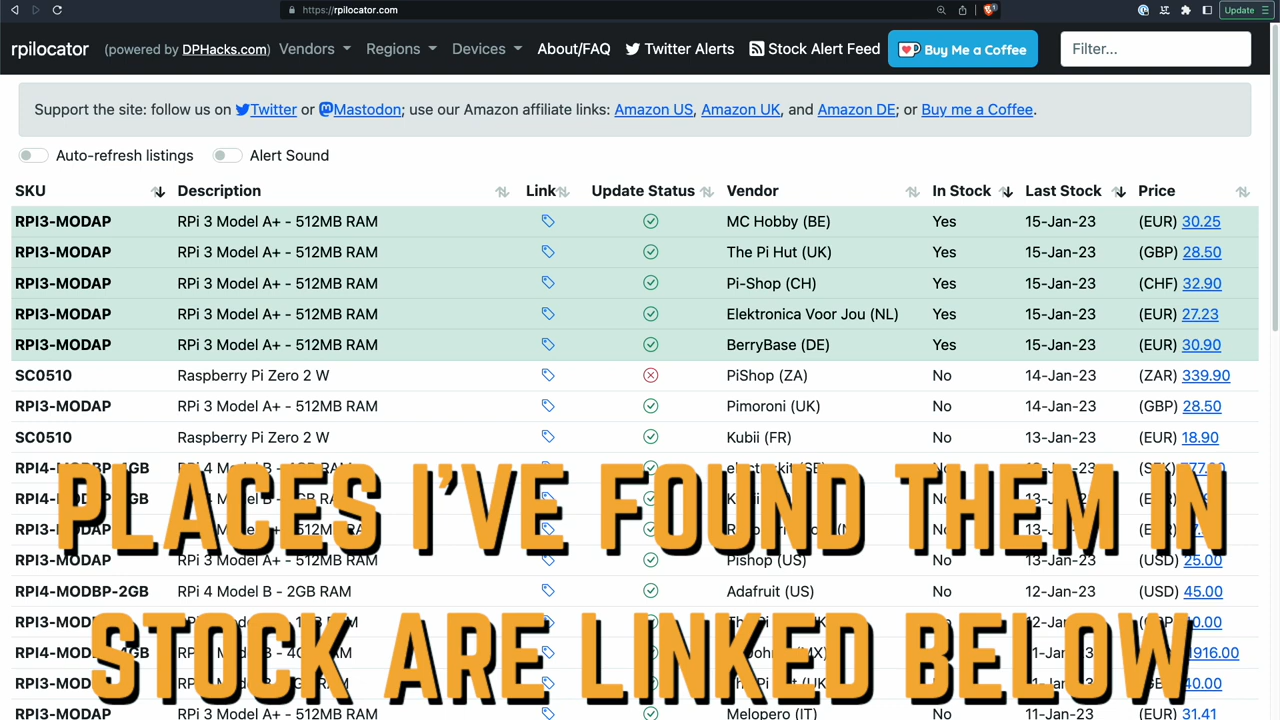 https://rpilocator.com
Update
rpilocator (powered by DPHacks.com) Vendors Regions Devices About/FAQ Twitter Alerts Stock Alert Feed Buy Me a Coffee Filter...
Support the site: follow us on Twitter or Mastodon; use our Amazon affiliate links: Amazon US, Amazon UK, and Amazon DE; or Buy me a Coffee.
Auto-refresh listings Alert Sound
SKU Description Link Update Status Vendor In Stock Last Stock Price
RPI3-MODAP RPi 3 Model A+ - 512MB RAM MC Hobby (BE) Yes 15-Jan-23 (EUR) 30.25
RPI3-MODAP RPi 3 Model A+ - 512MB RAM The Pi Hut (UK) Yes 15-Jan-23 (GBP) 28.50
RPI3-MODAP RPi 3 Model A+ - 512MB RAM Pi-Shop (CH) Yes 15-Jan-23 (CHF) 32.90
RPI3-MODAP RPi 3 Model A+ - 512MB RAM Elektronica Voor Jou (NL) Yes 15-Jan-23 (EUR) 27.23
RPI3-MODAP RPi 3 Model A+ - 512MB RAM BerryBase (DE) Yes 15-Jan-23 (EUR) 30.90
SC0510 Raspberry Pi Zero 2 W PiShop (ZA) No 14-Jan-23 (ZAR) 339.90
RPI3-MODAP RPi 3 Model A+ - 512MB RAM Pimoroni (UK) No 14-Jan-23 (GBP) 28.50
SC0510 Raspberry Pi Zero 2 W Kubii (FR) No 13-Jan-23 (EUR) 18.90
PLACES I'VE FOUND THEM IN
RPI3-MODAP RPi 3 Model A+ - 512MB RAM Pishop (US) No 12-Jan-23 (USD) 25.00
RPI4-MODBP-2GB RPi 4 Model B - 2GB RAM Adafruit (US) No 12-Jan-23 (USD) 45.00
STOCK ARE LINKED BELOW
RPI3-MODAP RPi 3 Model A+ - 512MB RAM Melopero (IT) No 11-Jan-23 (EUR) 31.41